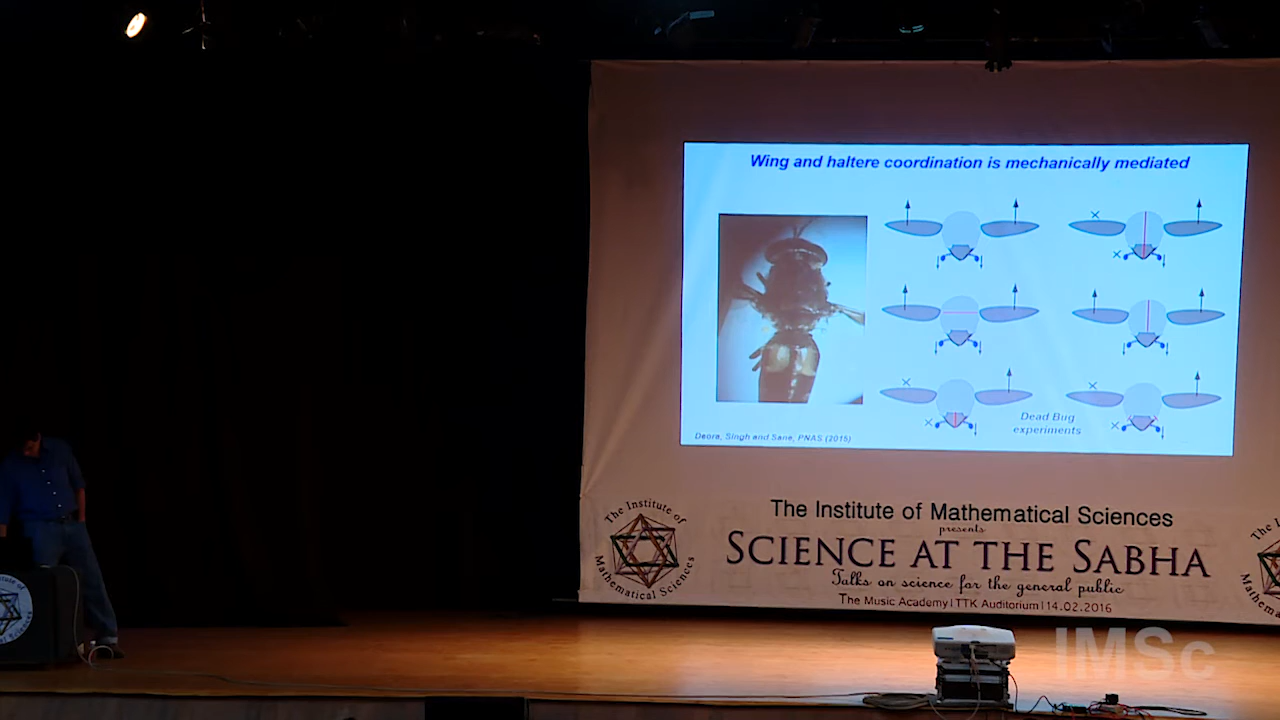 Wing and haltere coordination is mechanically mediated
Dead Bug
experiments
Deora, Singh and Sane, PNAS (2015)
The Institute of Mathematical Sciences
The Institute of Mathematical Sciences
presents
SCIENCE AT THE SABHA
Talks on science for the general public
The Music Academy | TTK Auditorium | 14.02.2016
IMSc